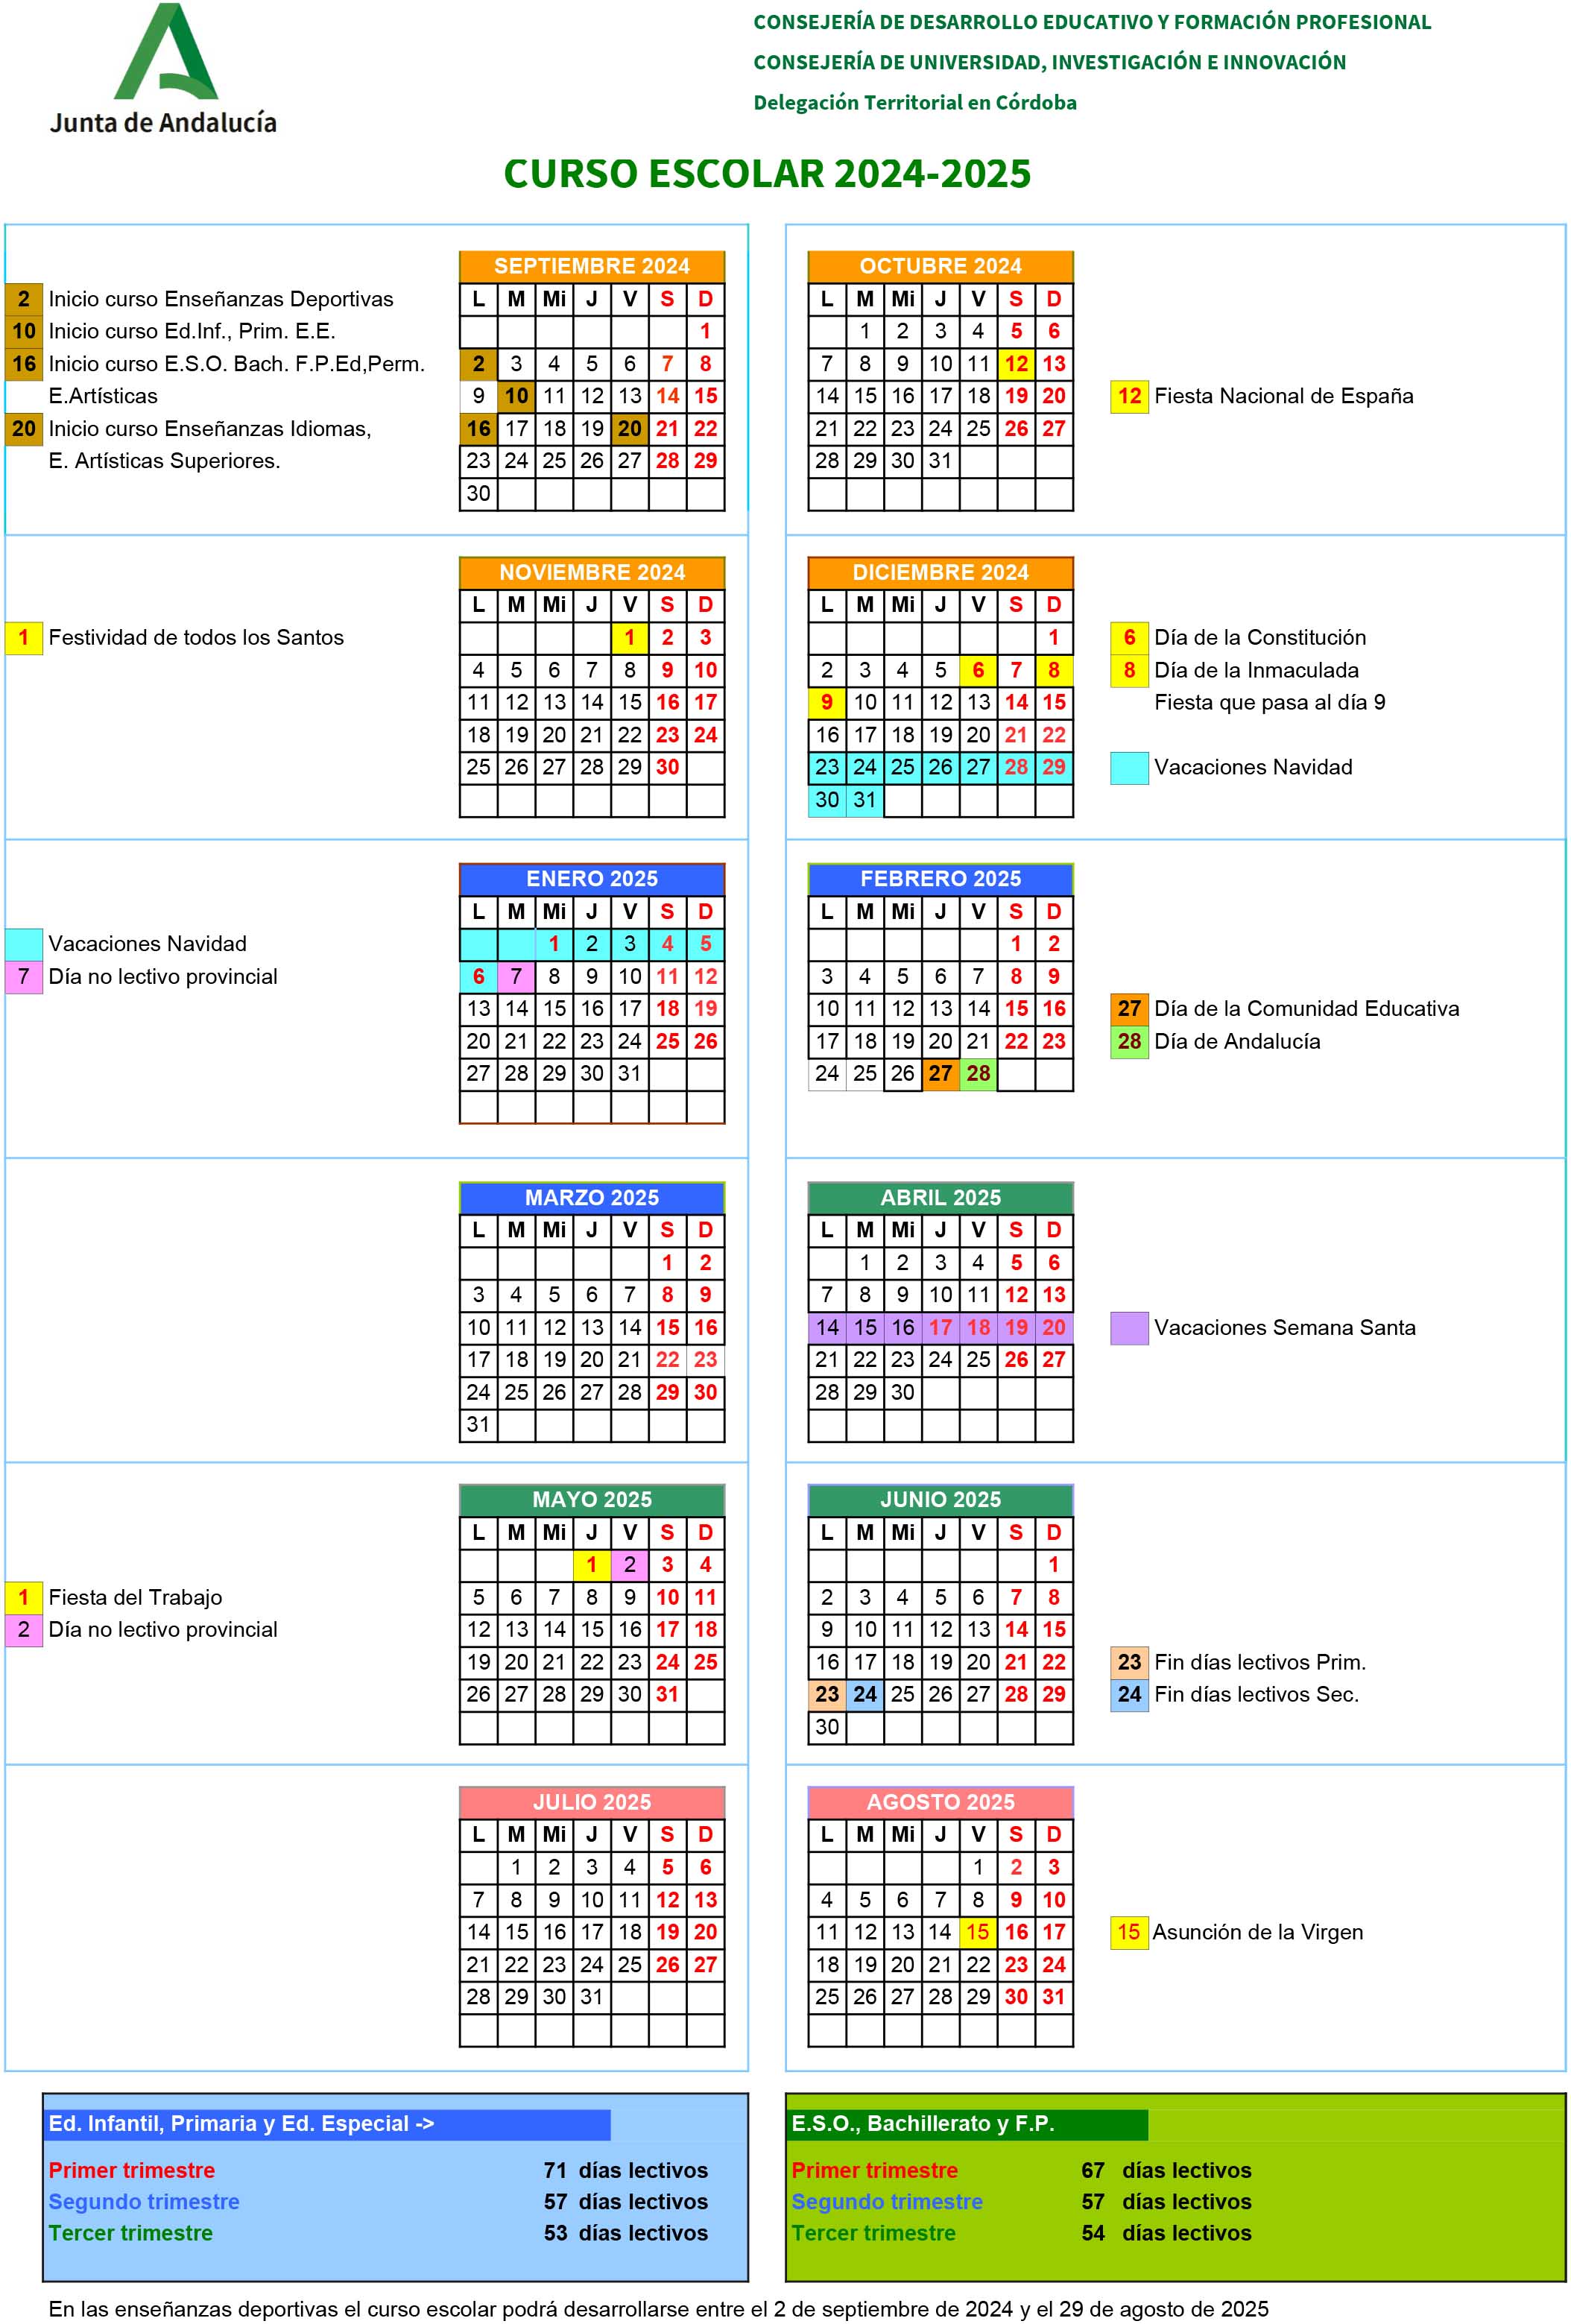 Junta de Andalucía
CONSEJERÍA DE DESARROLLO EDUCATIVO Y FORMACIÓN PROFESIONAL
CONSEJERÍA DE UNIVERSIDAD, INVESTIGACIÓN E INNOVACIÓN
Delegación Territorial en Córdoba
CURSO ESCOLAR 2024-2025
2 Inicio curso Enseñanzas Deportivas
10 Inicio curso Ed.Inf., Prim. E.E.
16 Inicio curso E.S.O. Bach. F.P.Ed,Perm.
E.Artísticas
20 Inicio curso Enseñanzas Idiomas,
E. Artísticas Superiores.
SEPTIEMBRE 2024
L M Mi J V S D
1
2 3 4 5 6 7 8
9 10 11 12 13 14 15
16 17 18 19 20 21 22
23 24 25 26 27 28 29
30
OCTUBRE 2024
L M Mi J V S D
1 2 3 4 5 6
7 8 9 10 11 12 13
14 15 16 17 18 19 20
21 22 23 24 25 26 27
28 29 30 31
12 Fiesta Nacional de España
1 Festividad de todos los Santos
NOVIEMBRE 2024
L M Mi J V S D
1 2 3
4 5 6 7 8 9 10
11 12 13 14 15 16 17
18 19 20 21 22 23 24
25 26 27 28 29 30
DICIEMBRE 2024
L M Mi J V S D
1
2 3 4 5 6 7 8
9 10 11 12 13 14 15
16 17 18 19 20 21 22
23 24 25 26 27 28 29
30 31
6 Día de la Constitución
8 Día de la Inmaculada
Fiesta que pasa al día 9
Vacaciones Navidad
Vacaciones Navidad
7 Día no lectivo provincial
ENERO 2025
L M Mi J V S D
1 2 3 4 5
6 7 8 9 10 11 12
13 14 15 16 17 18 19
20 21 22 23 24 25 26
27 28 29 30 31
FEBRERO 2025
L M Mi J V S D
1 2
3 4 5 6 7 8 9
10 11 12 13 14 15 16
17 18 19 20 21 22 23
24 25 26 27 28
27 Día de la Comunidad Educativa
28 Día de Andalucía
MARZO 2025
L M Mi J V S D
1 2
3 4 5 6 7 8 9
10 11 12 13 14 15 16
17 18 19 20 21 22 23
24 25 26 27 28 29 30
31
ABRIL 2025
L M Mi J V S D
1 2 3 4 5 6
7 8 9 10 11 12 13
14 15 16 17 18 19 20
21 22 23 24 25 26 27
28 29 30
Vacaciones Semana Santa
1 Fiesta del Trabajo
2 Día no lectivo provincial
MAYO 2025
L M Mi J V S D
1 2 3 4
5 6 7 8 9 10 11
12 13 14 15 16 17 18
19 20 21 22 23 24 25
26 27 28 29 30 31
JUNIO 2025
L M Mi J V S D
1
2 3 4 5 6 7 8
9 10 11 12 13 14 15
16 17 18 19 20 21 22
23 24 25 26 27 28 29
30
23 Fin días lectivos Prim.
24 Fin días lectivos Sec.
JULIO 2025
L M Mi J V S D
1 2 3 4 5 6
7 8 9 10 11 12 13
14 15 16 17 18 19 20
21 22 23 24 25 26 27
28 29 30 31
AGOSTO 2025
L M Mi J V S D
1 2 3
4 5 6 7 8 9 10
11 12 13 14 15 16 17
18 19 20 21 22 23 24
25 26 27 28 29 30 31
15 Asunción de la Virgen
Ed. Infantil, Primaria y Ed. Especial ->
Primer trimestre 71 días lectivos
Segundo trimestre 57 días lectivos
Tercer trimestre 53 días lectivos
E.S.O., Bachillerato y F.P.
Primer trimestre 67 días lectivos
Segundo trimestre 57 días lectivos
Tercer trimestre 54 días lectivos
En las enseñanzas deportivas el curso escolar podrá desarrollarse entre el 2 de septiembre de 2024 y el 29 de agosto de 2025